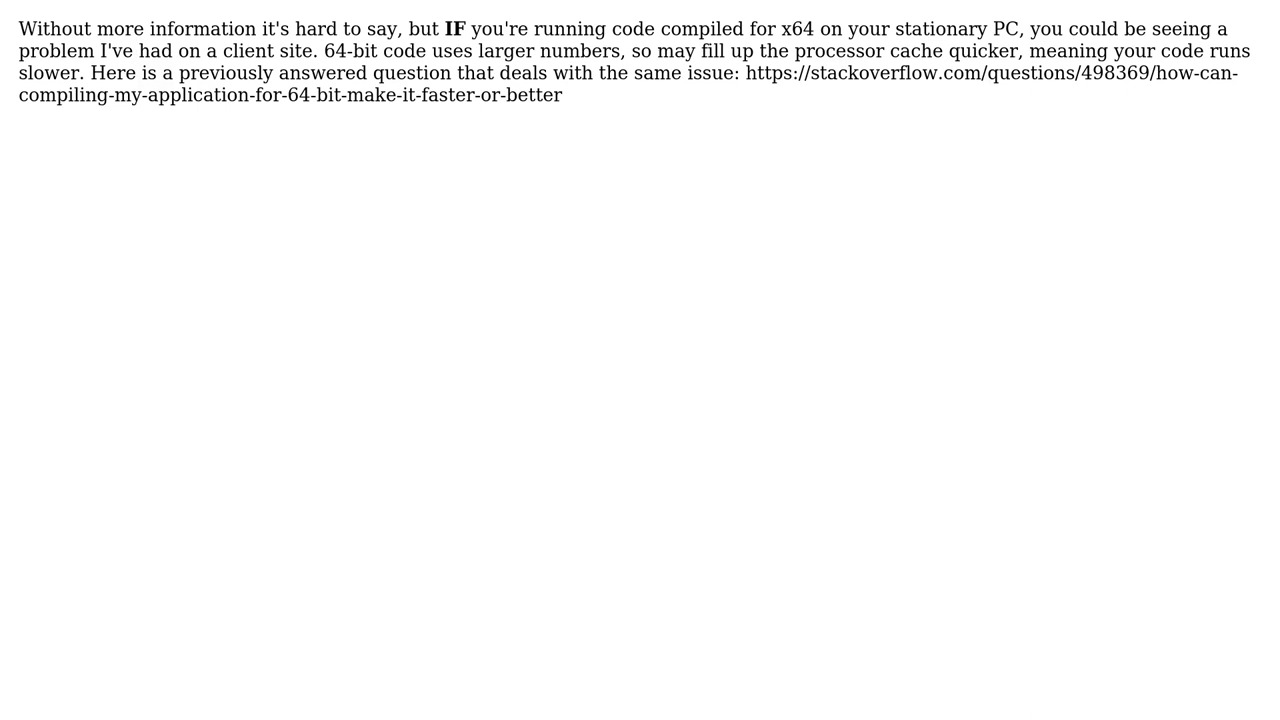 Without more information it's hard to say, but IF you're running code compiled for x64 on your stationary PC, you could be seeing a
problem I've had on a client site. 64-bit code uses larger numbers, so may fill up the processor cache quicker, meaning your code runs
slower. Here is a previously answered question that deals with the same issue: https://stackoverflow.com/questions/498369/how-can-
compiling-my-application-for-64-bit-make-it-faster-or-better